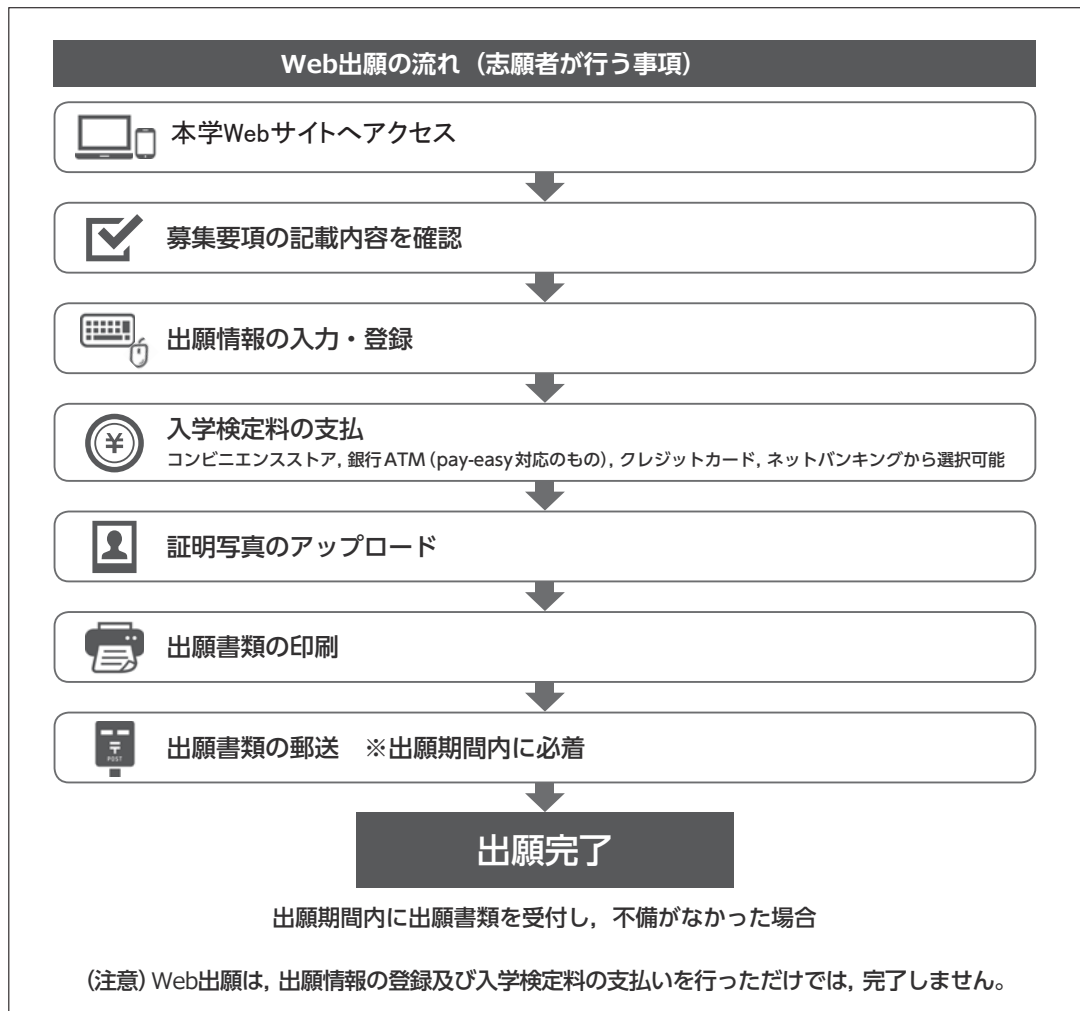 Web出願の流れ（志願者が行う事項）
本学Webサイトへアクセス
募集要項の記載内容を確認
出願情報の入力・登録
¥
入学検定料の支払
コンビニエンスストア, 銀行ATM（pay-easy対応のもの）, クレジットカード, ネットバンキングから選択可能
証明写真のアップロード
出願書類の印刷
〒
POST
出願書類の郵送　※出願期間内に必着
出願完了
出願期間内に出願書類を受付し，不備がなかった場合
（注意）Web出願は, 出願情報の登録及び入学検定料の支払いを行っただけでは, 完了しません。